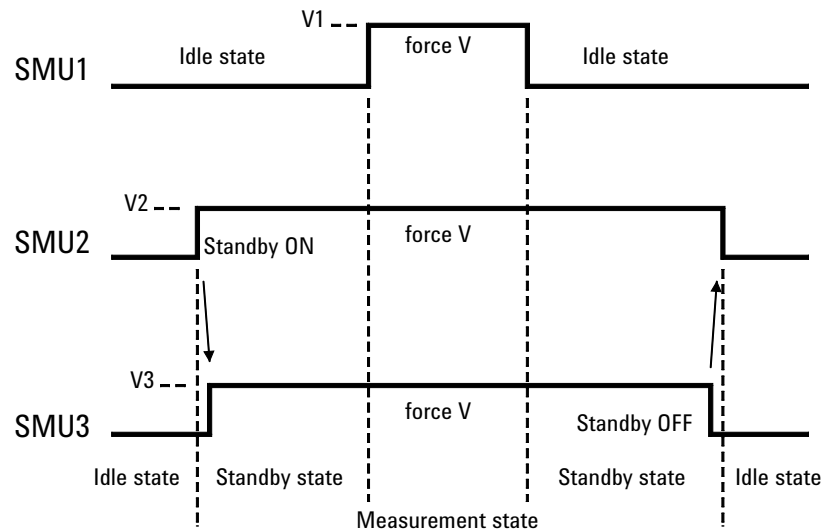 V1
SMU1
Idle state
force V
Idle state
V2
SMU2
Standby ON
force V
V3
SMU3
force V
Standby OFF
Idle state
Standby state
Standby state
Idle state
Measurement state